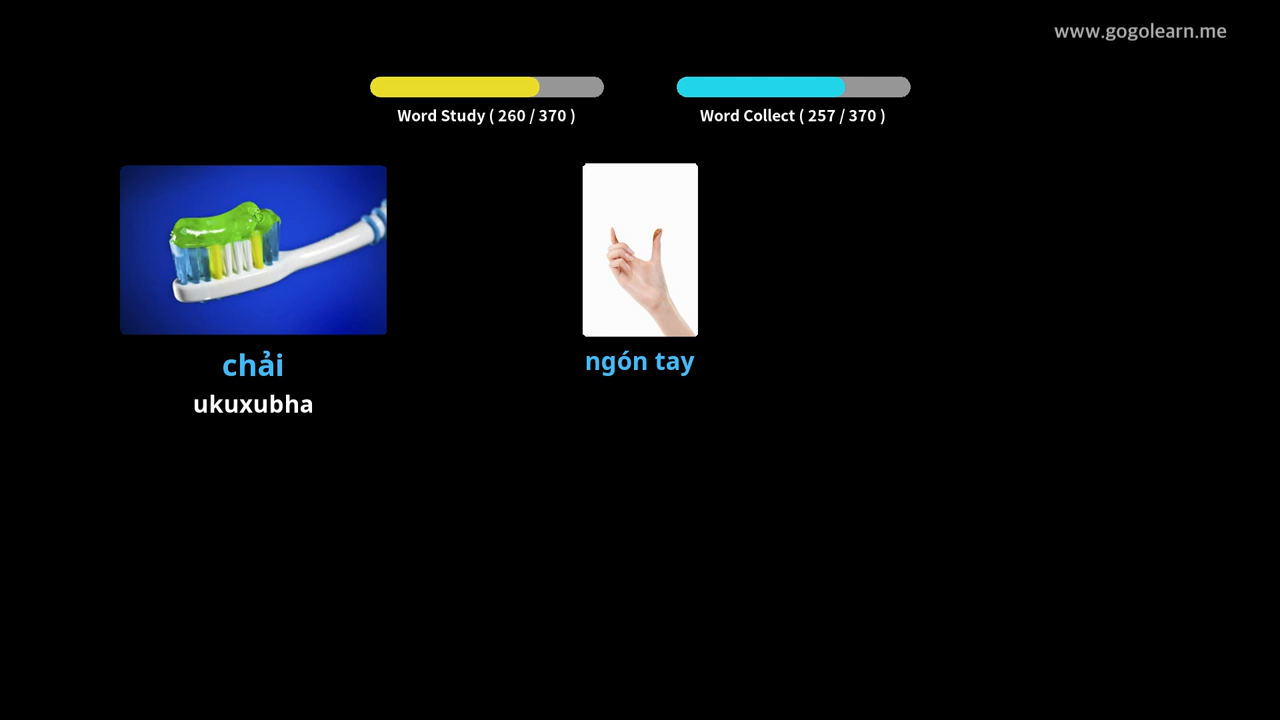 www.gogolearn.me
Word Study ( 260 / 370 )
Word Collect ( 257 / 370 )
chải
ukuxubha
ngón tay